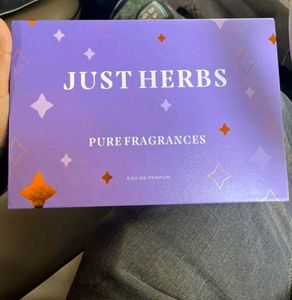 JUST HERBS
PURE FRAGRANCES
EAU DE PARFUM